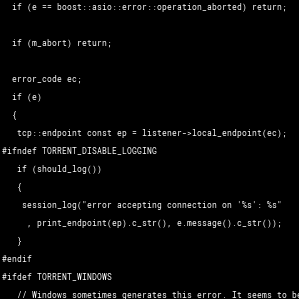 if (e == boost::asio::error::operation_aborted) return;
if (m_abort) return;
error_code ec;
if (e)
{
tcp::endpoint const ep = listener->local_endpoint(ec);
#ifndef TORRENT_DISABLE_LOGGING
if (should_log())
{
session_log("error accepting connection on '%s': %s"
, print_endpoint(ep).c_str(), e.message().c_str());
}
#endif
#ifdef TORRENT_WINDOWS
// Windows sometimes generates this error. It seems to be